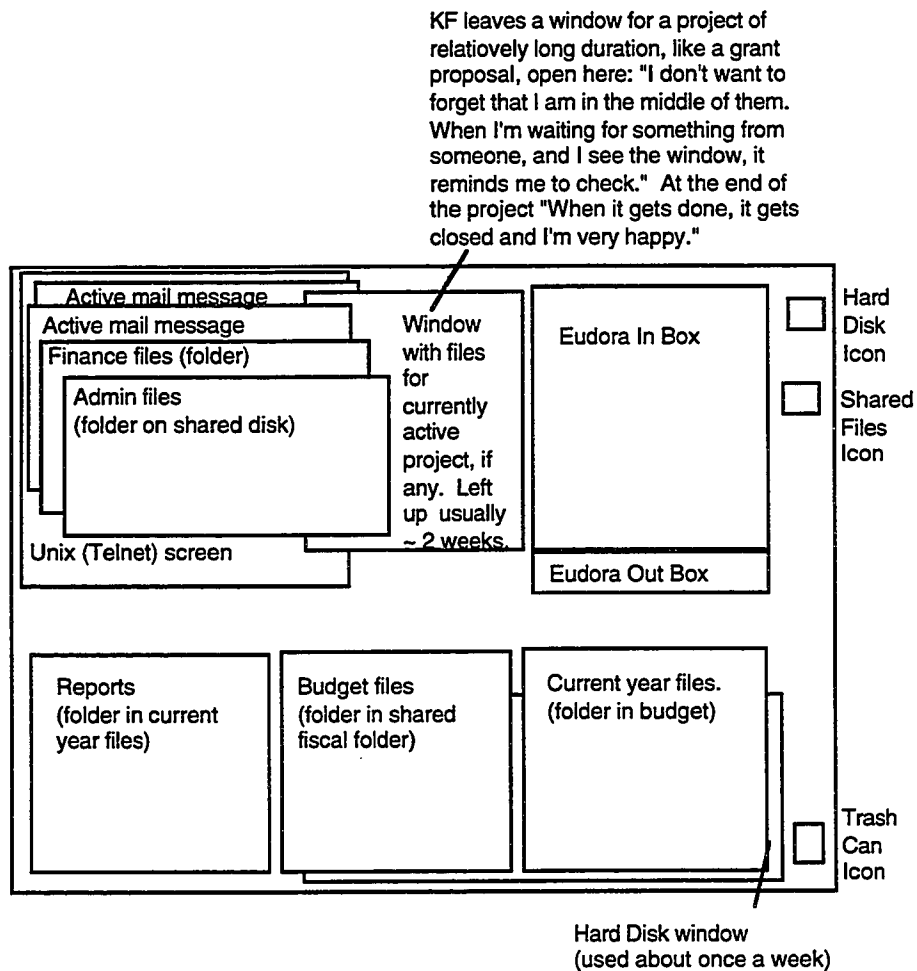 KF leaves a window for a project of
relatiovely long duration, like a grant
proposal, open here: "I don't want to
forget that I am in the middle of them.
When I'm waiting for something from
someone, and I see the window, it
reminds me to check." At the end of
the project "When it gets done, it gets
closed and I'm very happy."
Active mail message
Active mail message
Finance files (folder)
Admin files
(folder on shared disk)
Unix (Telnet) screen
Window
with files
for
currently
active
project, if
any. Left
up usually
~ 2 weeks.
Eudora In Box
Eudora Out Box
Hard
Disk
Icon
Shared
Files
Icon
Reports
(folder in current
year files)
Budget files
(folder in shared
fiscal folder)
Current year files.
(folder in budget)
Trash
Can
Icon
Hard Disk window
(used about once a week)